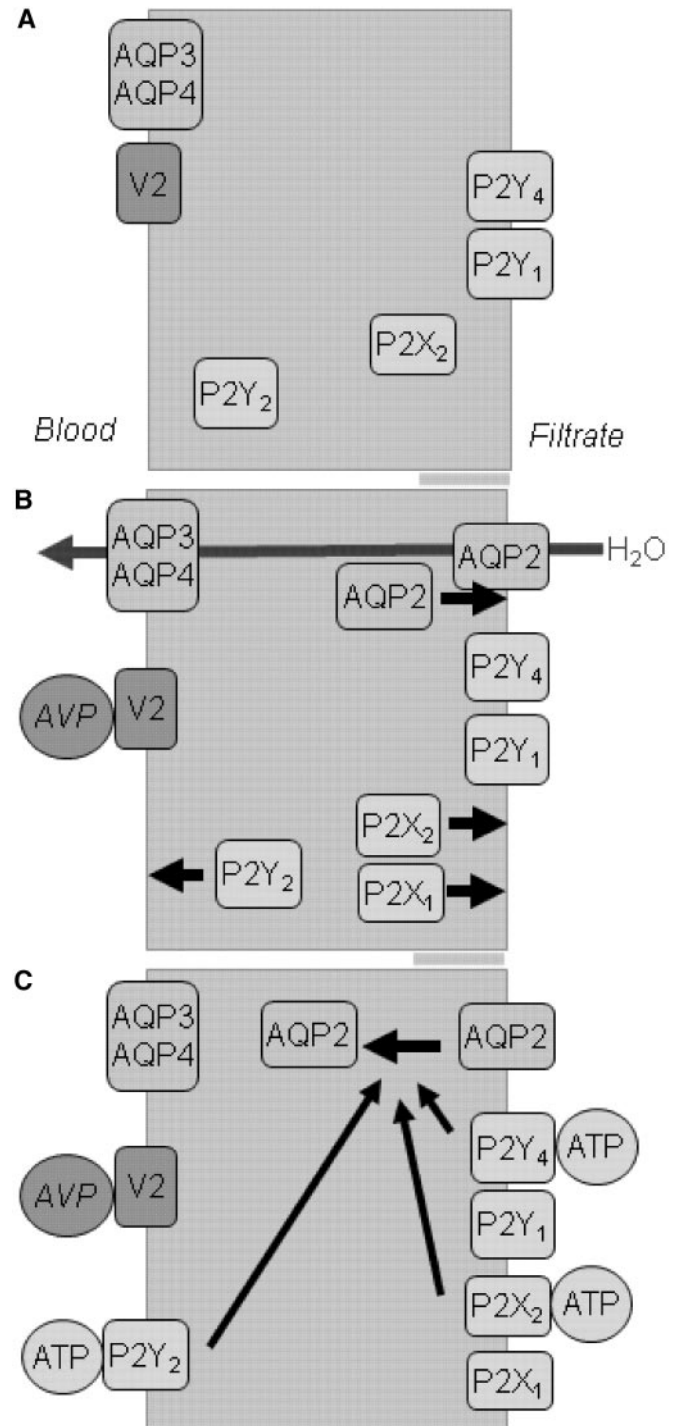 A
AQP3
AQP4
V2
P2Y₄
P2Y₁
P2X₂
P2Y₂
Blood
Filtrate
B
AQP3
AQP4
AQP2
H₂O
AQP2
P2Y₄
AVP
V2
P2Y₁
P2X₂
P2Y₂
P2X₁
C
AQP3
AQP4
AQP2
AQP2
P2Y₄
ATP
AVP
V2
P2Y₁
P2X₂
ATP
ATP
P2Y₂
P2X₁